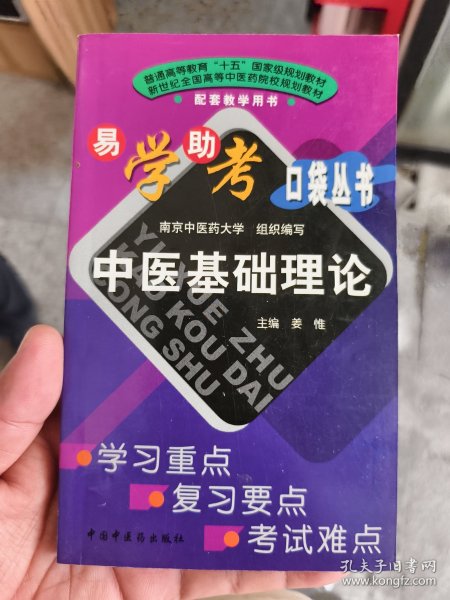 普通高等教育“十五”国家级规划教材
新世纪全国高等中医药院校规划教材
配套教学用书
易学助考
口袋丛书
南京中医药大学 组织编写
中医基础理论
YI XUE ZHU
KAO KOU DAI
CONG SHU
主编 姜 惟
学习重点
复习要点
考试难点
中国中医药出版社
孔夫子旧书网
www.kongfz.com